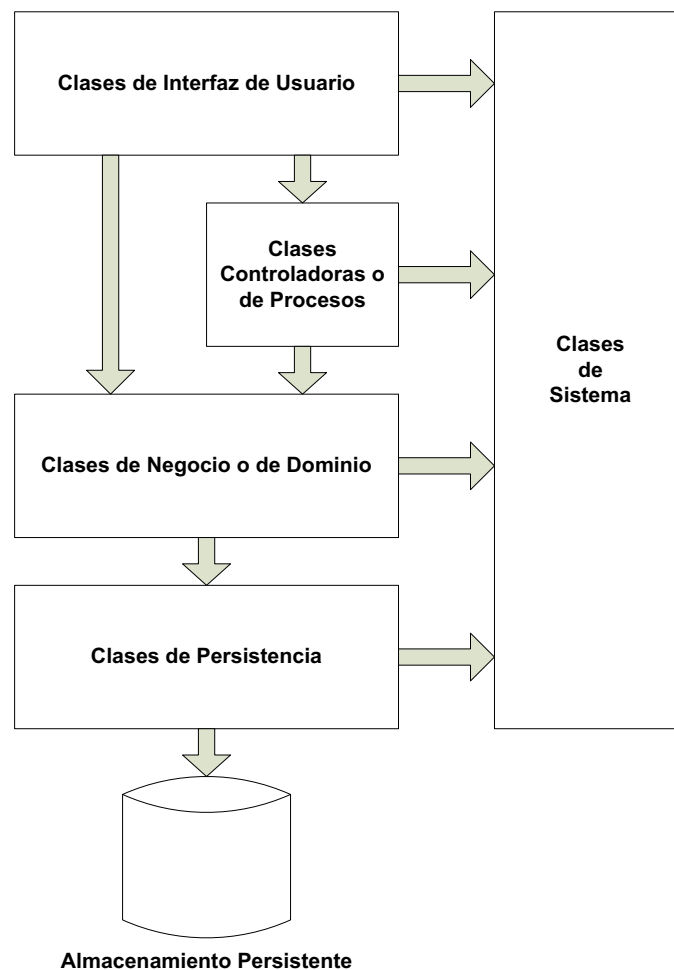 Clases de Interfaz de Usuario
Clases
Controladoras o
de Procesos
Clases
de
Sistema
Clases de Negocio o de Dominio
Clases de Persistencia
Almacenamiento Persistente